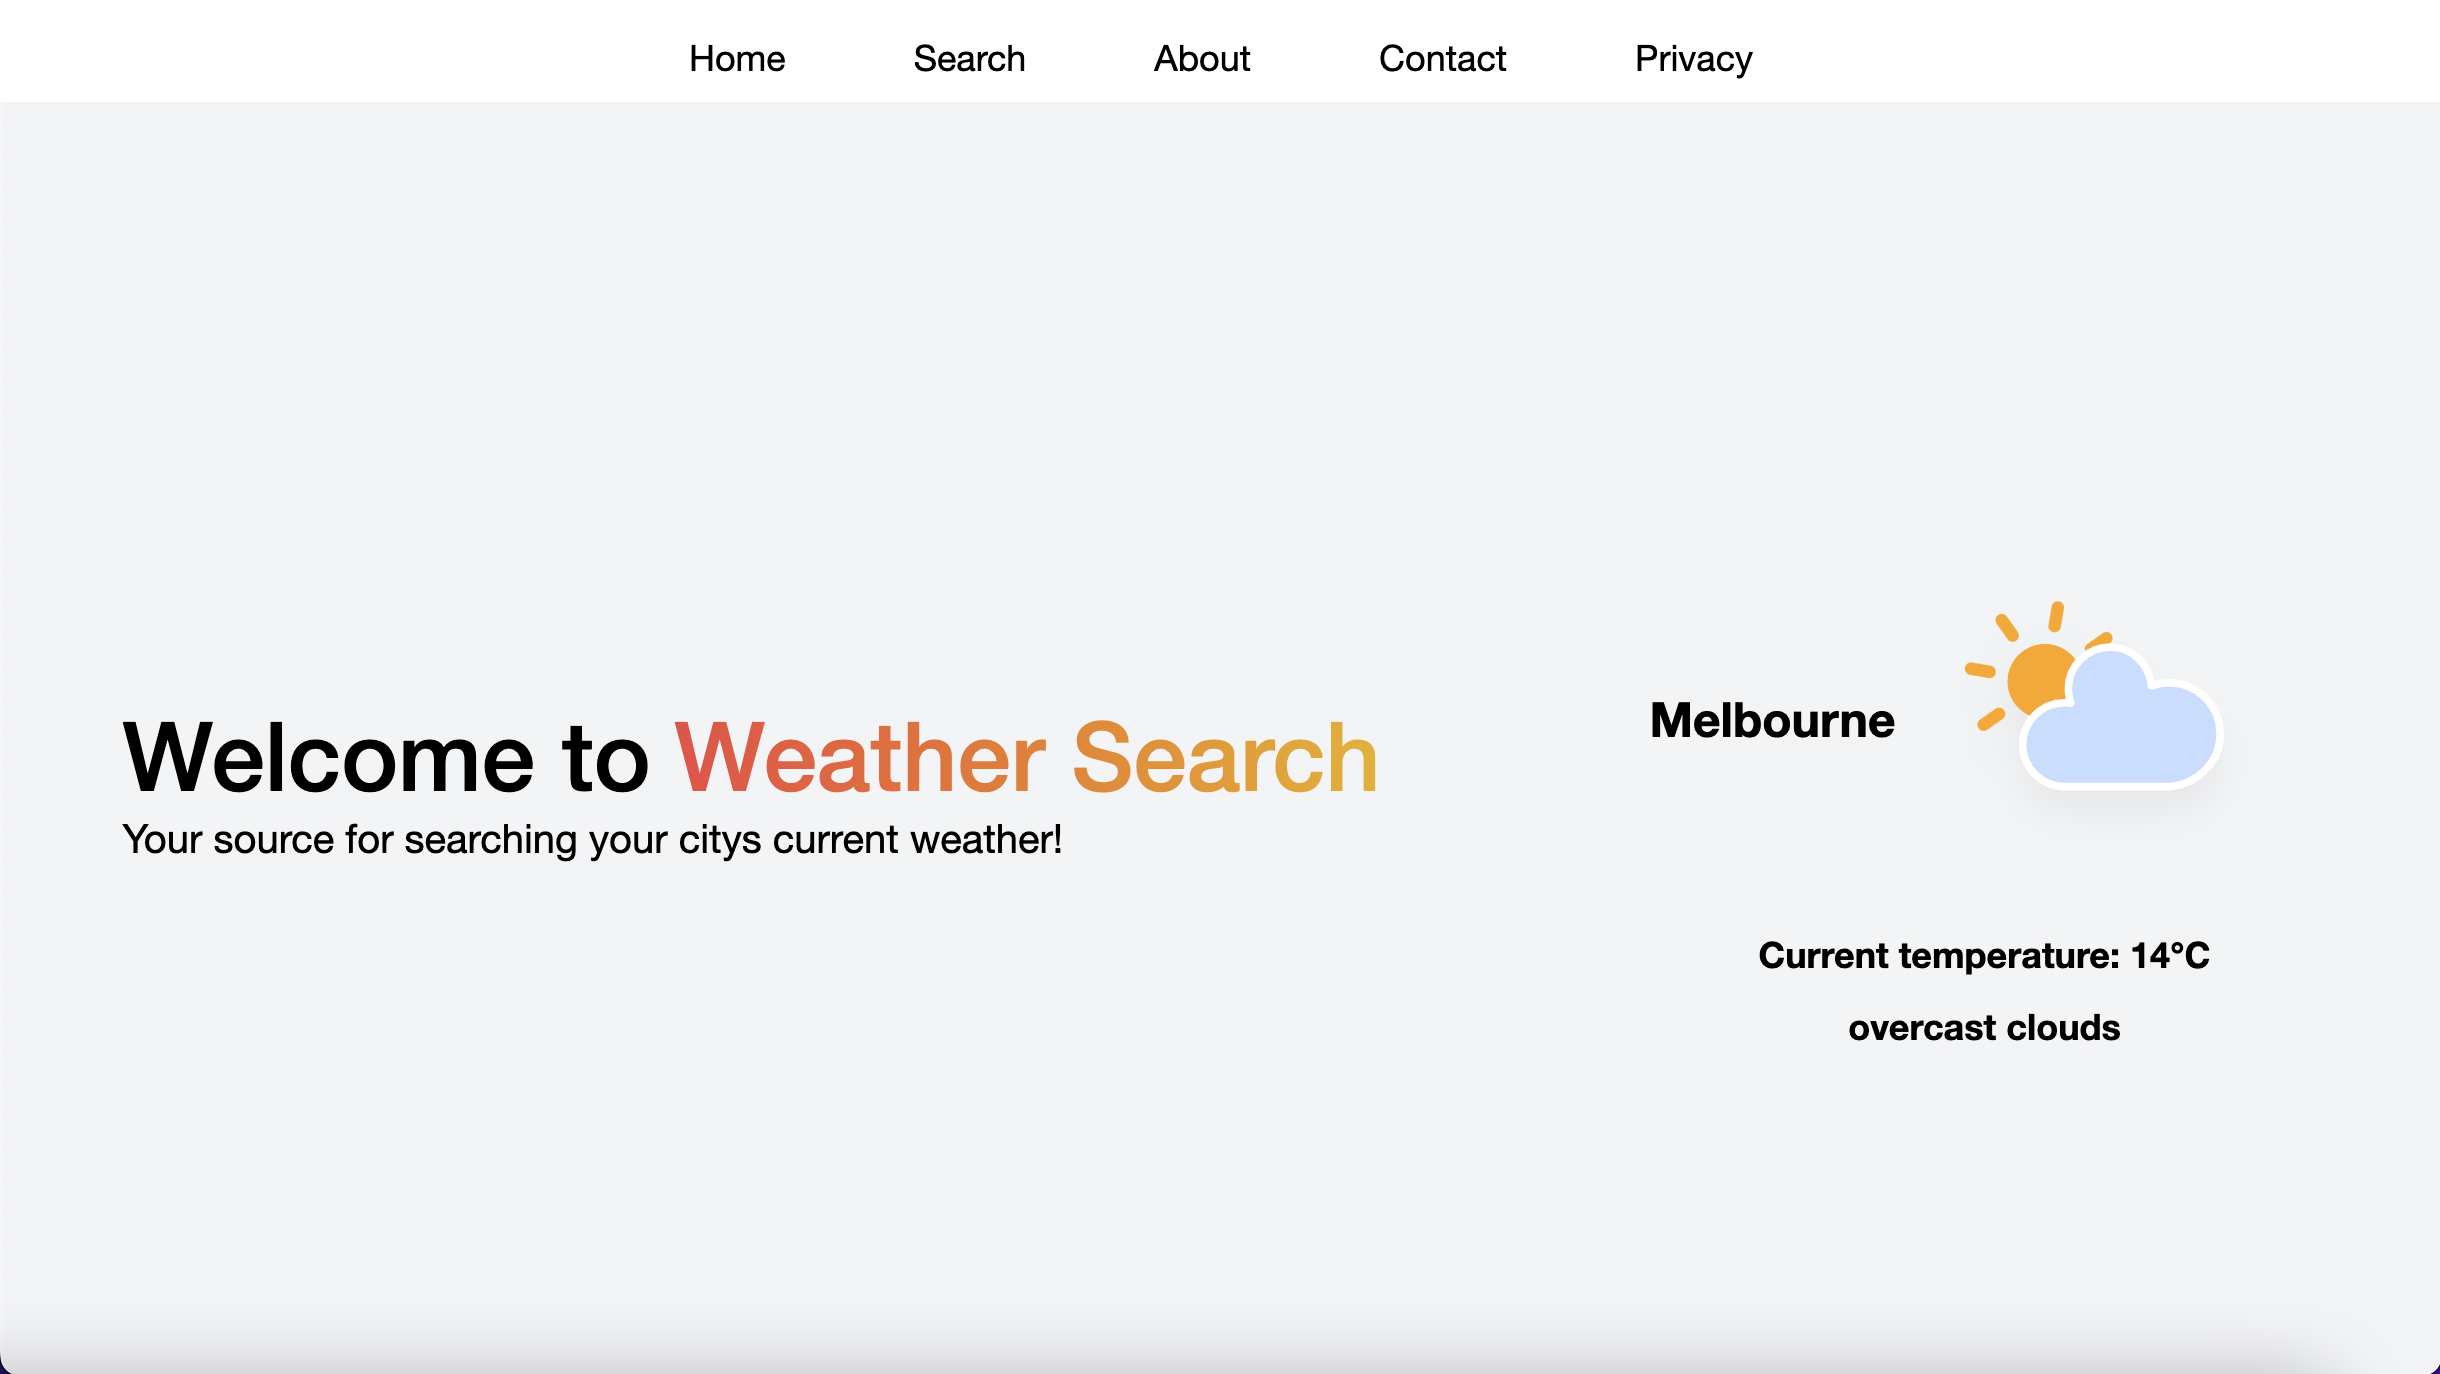 Home Search About Contact Privacy
Welcome to Weather Search
Your source for searching your citys current weather!
Melbourne
Current temperature: 14°C
overcast clouds